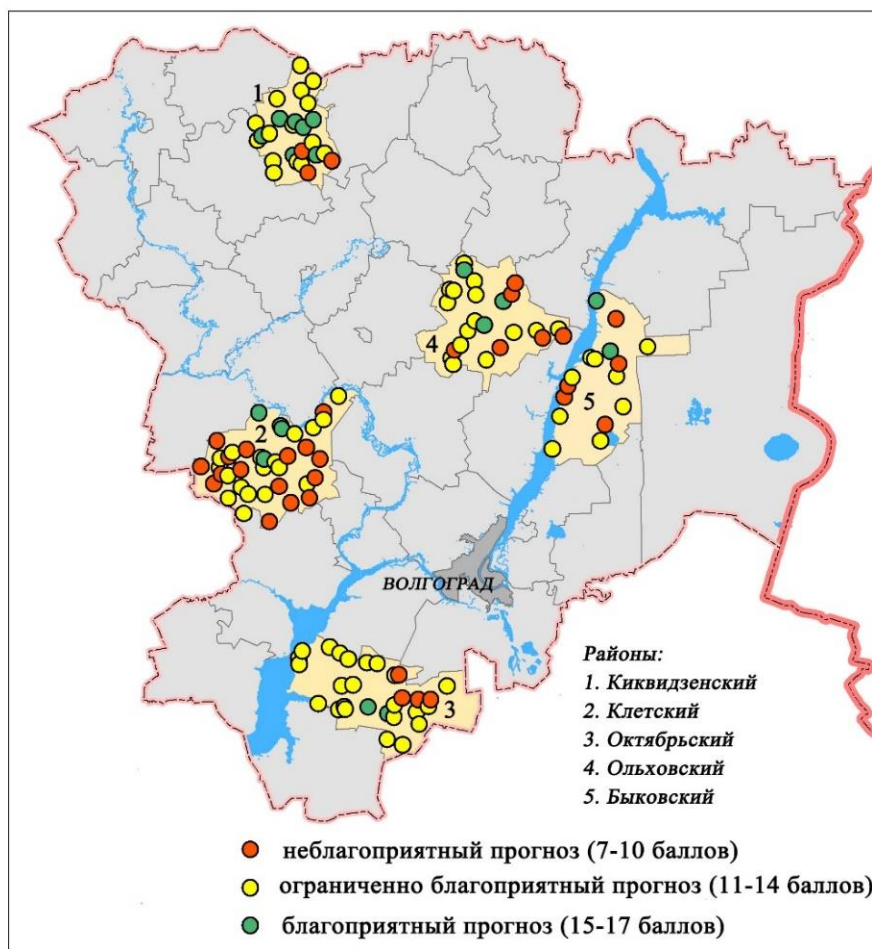 1
4
5
2
ВОЛГОГРАД
3
Районы:
1. Киквидзенский
2. Клетский
3. Октябрьский
4. Ольховский
5. Быковский
неблагоприятный прогноз (7-10 баллов)
ограниченно благоприятный прогноз (11-14 баллов)
благоприятный прогноз (15-17 баллов)